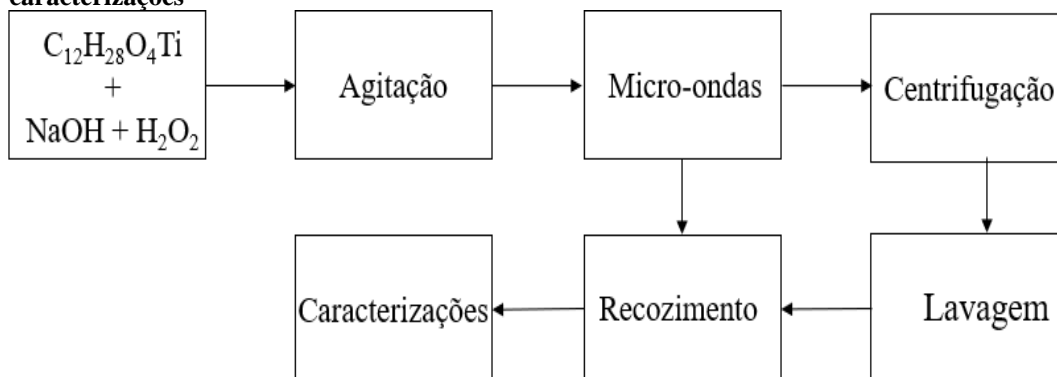 caracterizações
C₁₂H₂₈O₄Ti
+
NaOH + H₂O₂
Agitação
Micro-ondas
Centrifugação
Caracterizações
Recozimento
Lavagem